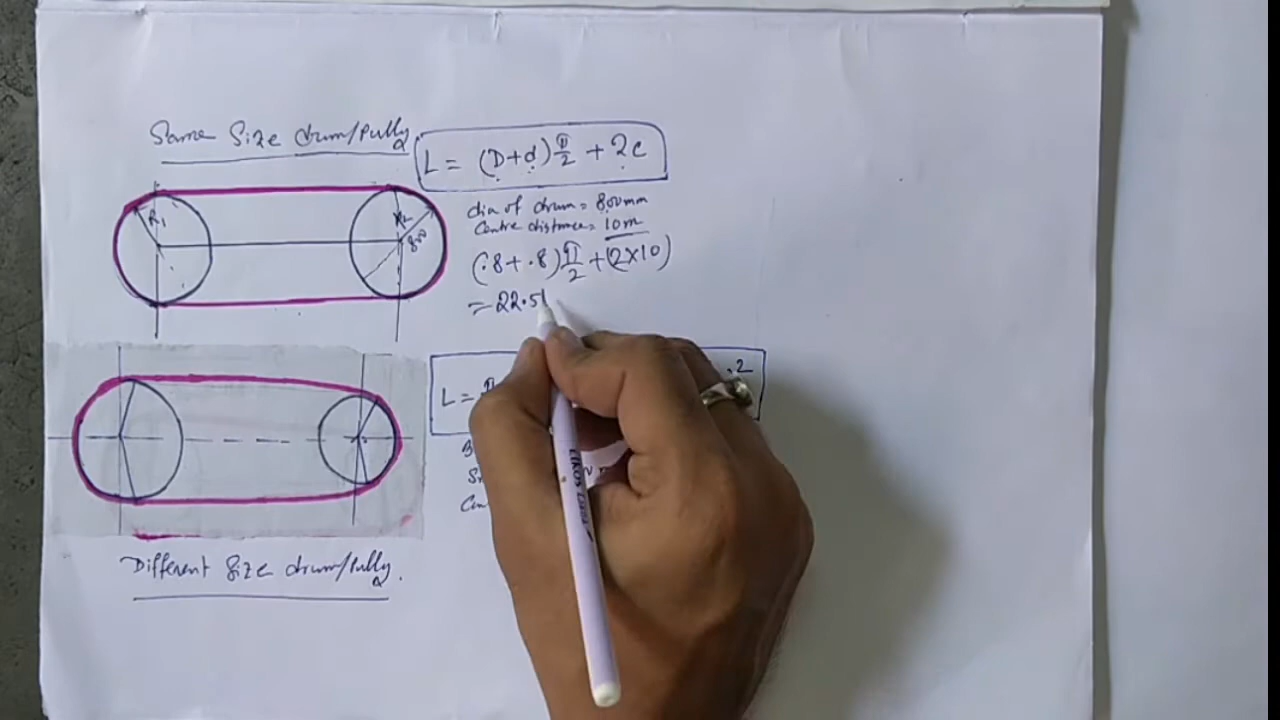 Same Size drum/Pully
L = (D+d) π/2 + 2c
R1
R2
800
dia of drum = 800mm
Centre distance = 10m
(.8+.8) π/2 + (2×10)
= 22.51
L =
2
Different Size drum/Pully.